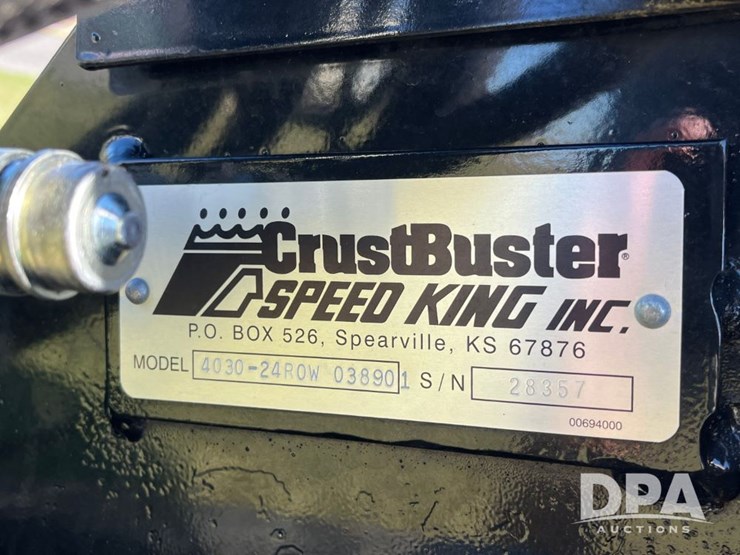 CrustBuster®
SPEED KING INC.
P.O. BOX 526, Spearville, KS 67876
MODEL 4030-24ROW 038901 S/N 28357
00694000
DPA
AUCTIONS